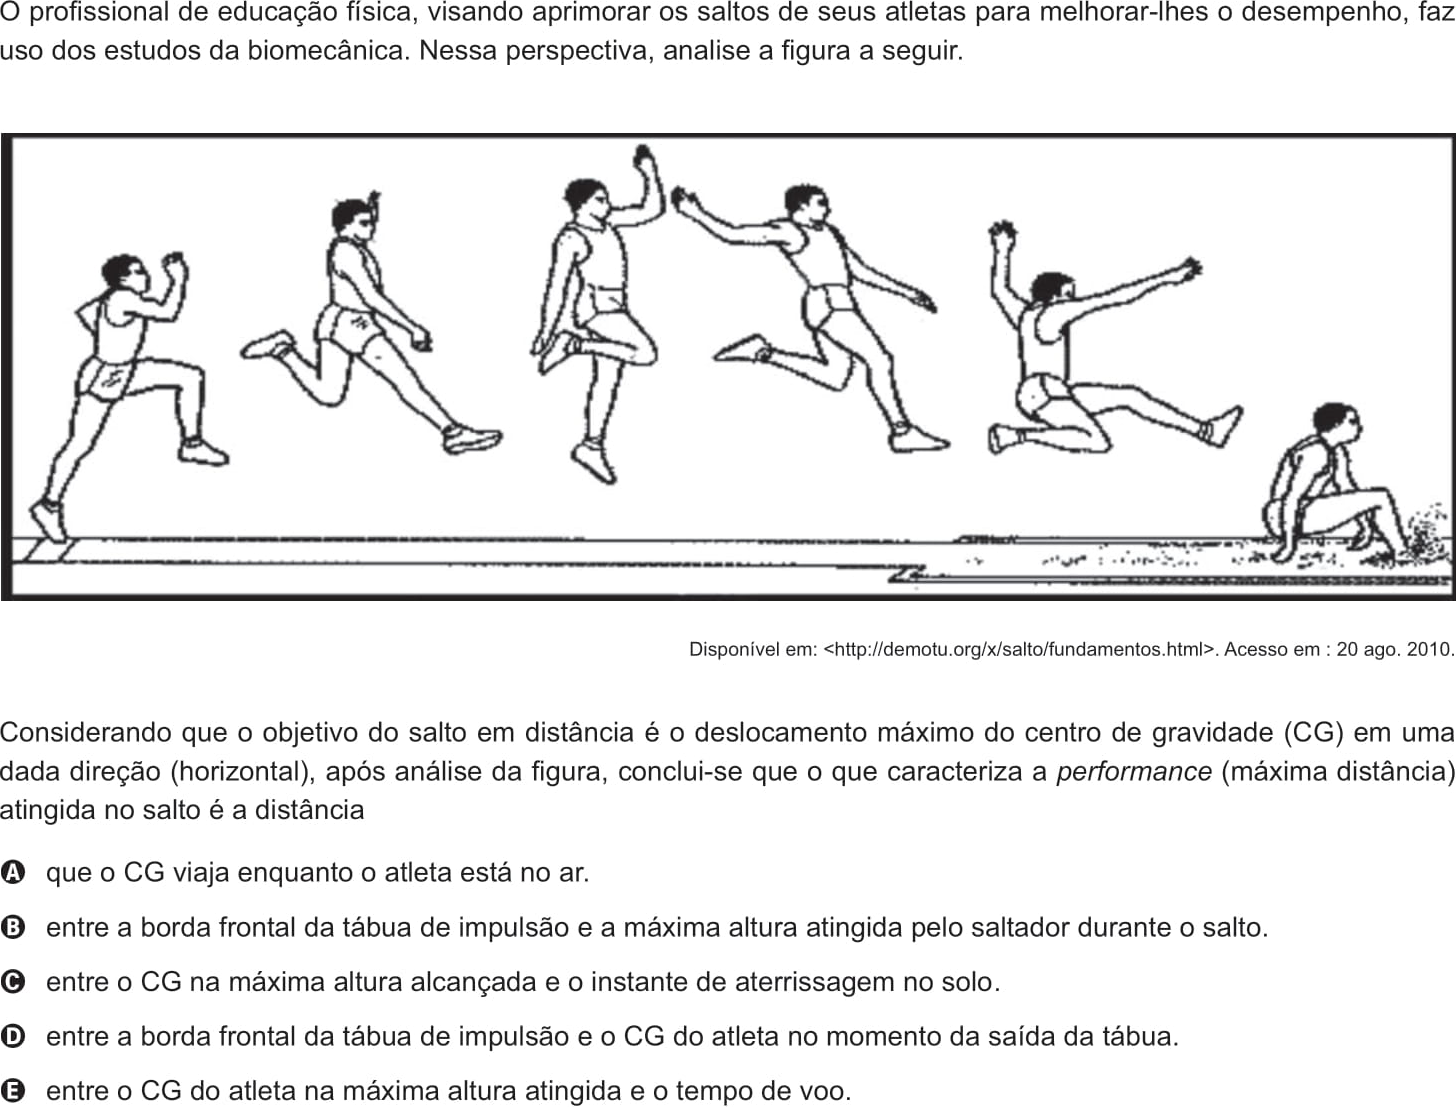 O profissional de educação física, visando aprimorar os saltos de seus atletas para melhorar-lhes o desempenho, faz
uso dos estudos da biomecânica. Nessa perspectiva, analise a figura a seguir.
Disponível em: <http://demotu.org/x/salto/fundamentos.html>. Acesso em : 20 ago. 2010.
Considerando que o objetivo do salto em distância é o deslocamento máximo do centro de gravidade (CG) em uma
dada direção (horizontal), após análise da figura, conclui-se que o que caracteriza a performance (máxima distância)
atingida no salto é a distância
A que o CG viaja enquanto o atleta está no ar.
B entre a borda frontal da tábua de impulsão e a máxima altura atingida pelo saltador durante o salto.
C entre o CG na máxima altura alcançada e o instante de aterrissagem no solo.
D entre a borda frontal da tábua de impulsão e o CG do atleta no momento da saída da tábua.
E entre o CG do atleta na máxima altura atingida e o tempo de voo.